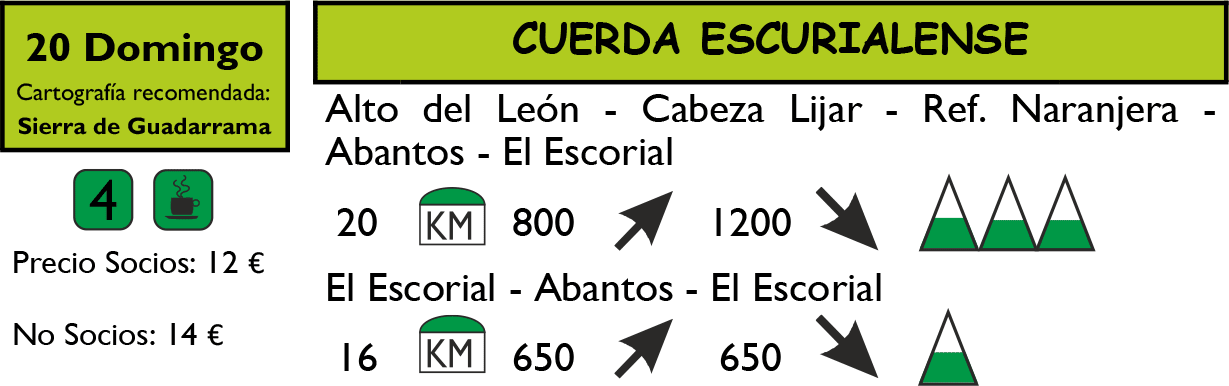 20 Domingo
Cartografía recomendada:
Sierra de Guadarrama
4
Precio Socios: 12 €
No Socios: 14 €
CUERDA ESCURIALENSE
Alto del León - Cabeza Lijar - Ref. Naranjera -
Abantos - El Escorial
20 KM 800 1200
El Escorial - Abantos - El Escorial
16 KM 650 650